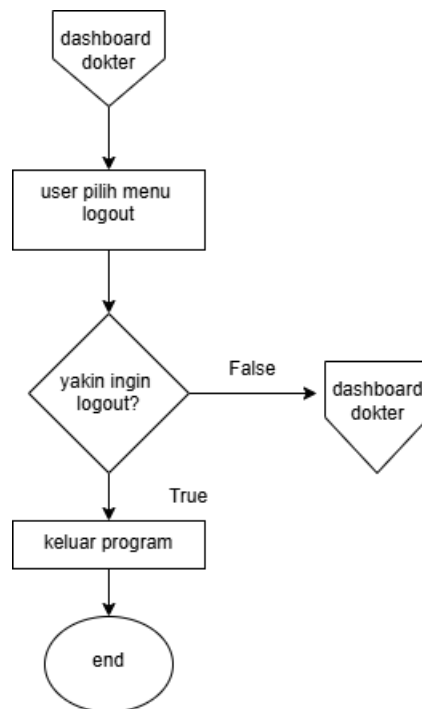 dashboard
dokter
user pilih menu
logout
yakin ingin
logout?
False
dashboard
dokter
True
keluar program
end